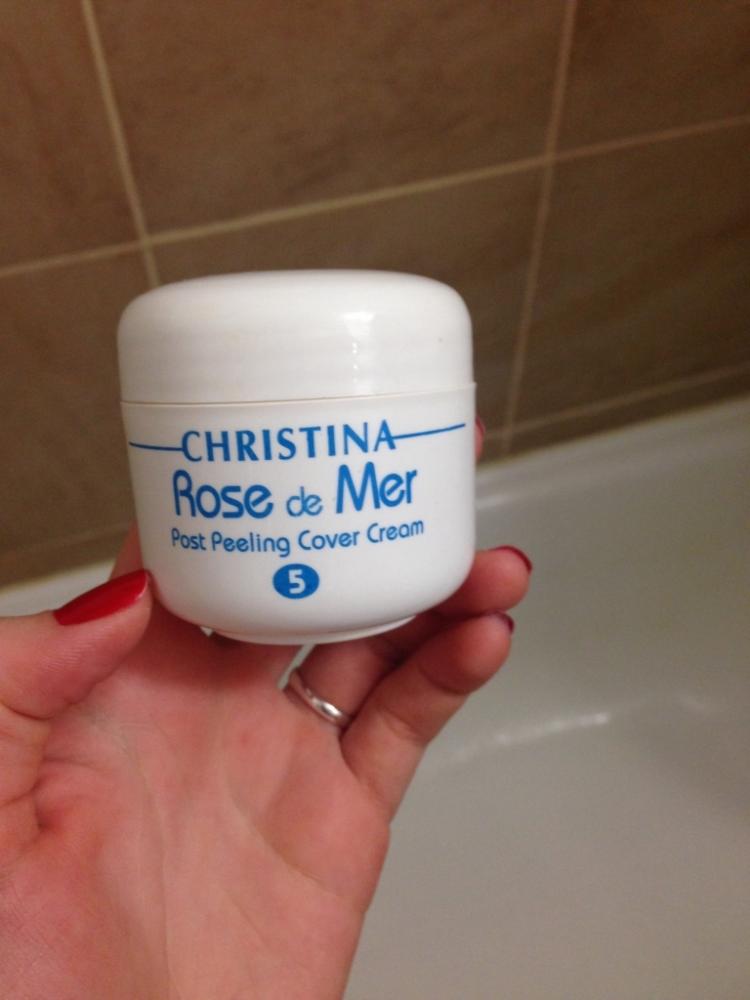 CHRISTINA
Rose de Mer
Post Peeling Cover Cream
5